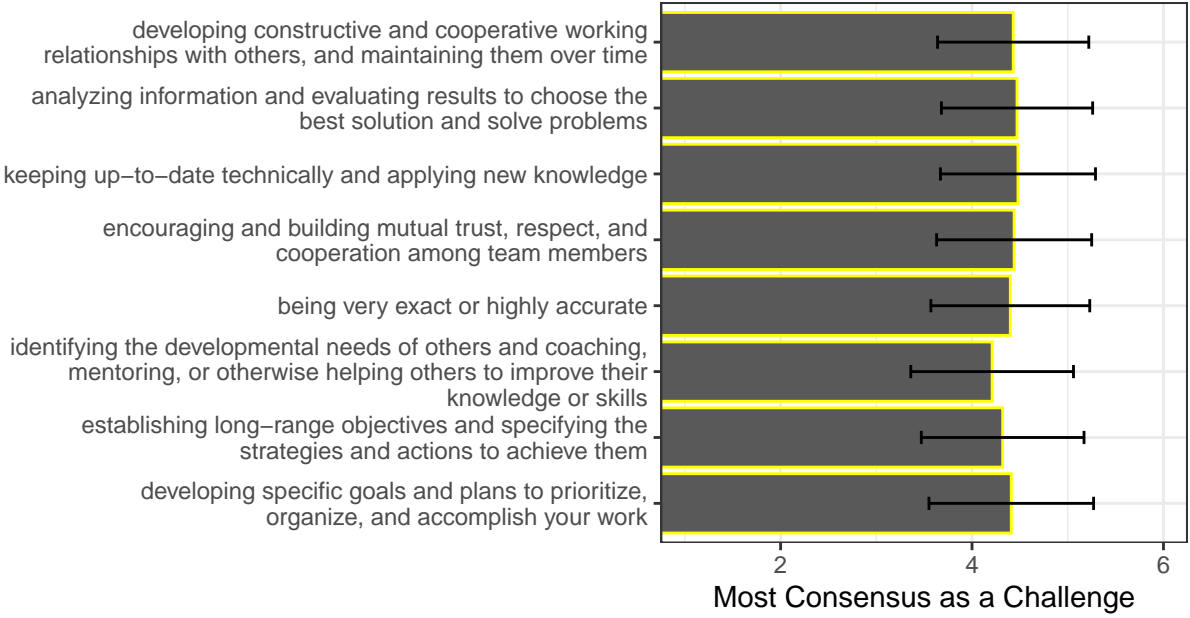 developing constructive and cooperative working
relationships with others, and maintaining them over time
analyzing information and evaluating results to choose the
best solution and solve problems
keeping up−to−date technically and applying new knowledge
encouraging and building mutual trust, respect, and
cooperation among team members
being very exact or highly accurate
identifying the developmental needs of others and coaching,
mentoring, or otherwise helping others to improve their
knowledge or skills
establishing long−range objectives and specifying the
strategies and actions to achieve them
developing specific goals and plans to prioritize,
organize, and accomplish your work
2 4 6
Most Consensus as a Challenge